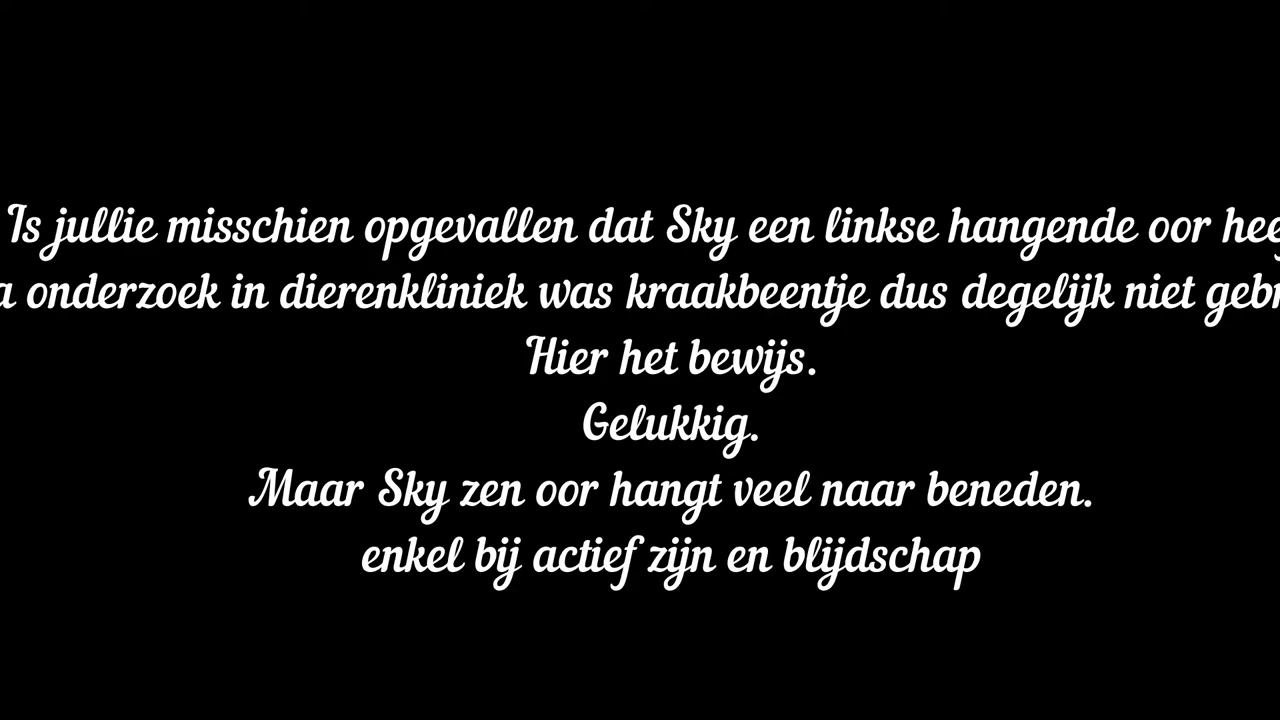 Is jullie misschien opgevallen dat Sky een linkse hangende oor
onderzoek in dierenkliniek was kraakbeentje dus degelijk niet
Hier het bewijs.
Gelukkig.
Maar Sky zen oor hangt veel naar beneden.
enkel bij actief zijn en blijdschap